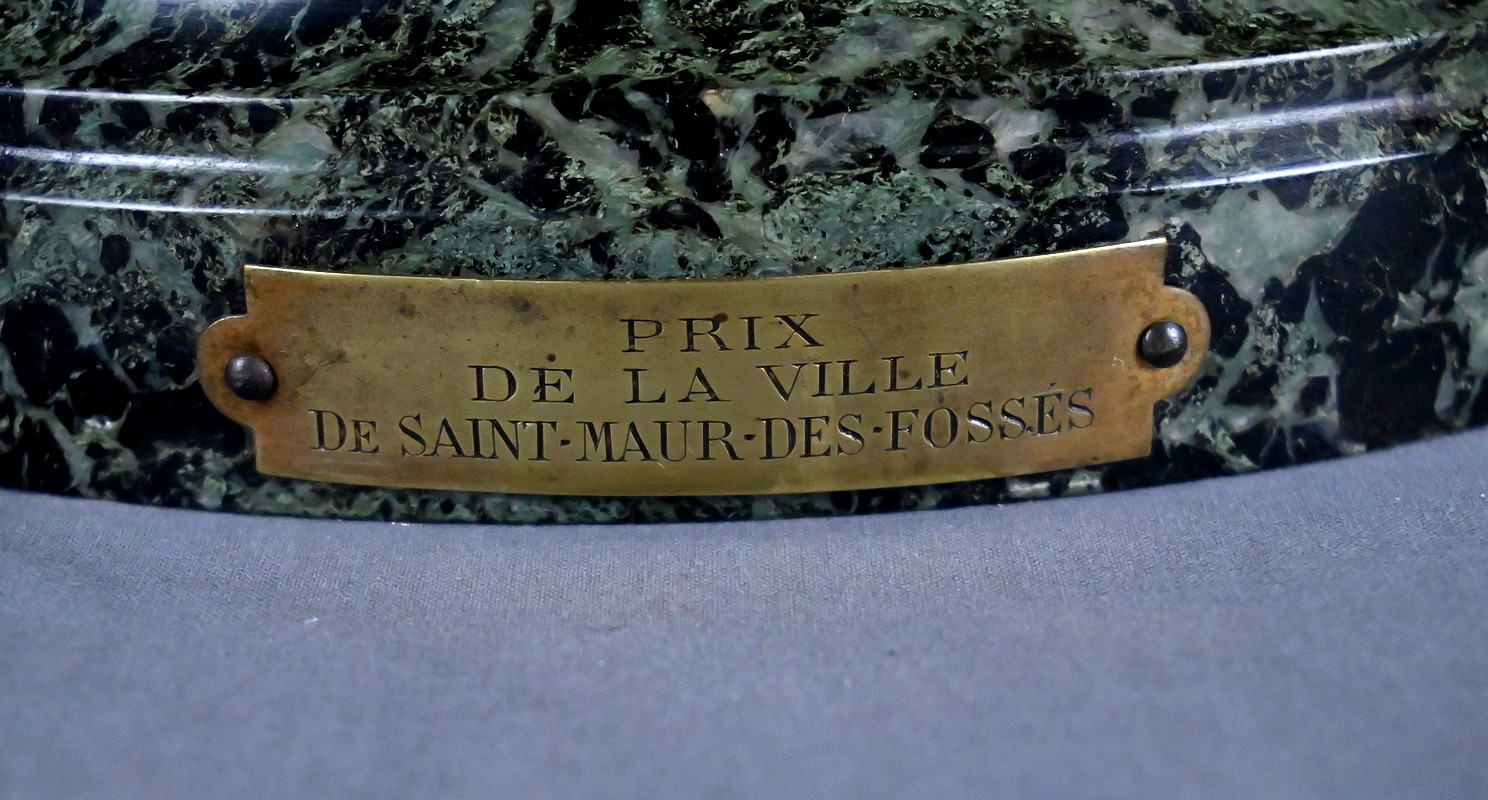 PRIX
DE LA VILLE
DE SAINT-MAUR-DES-FOSSÉS